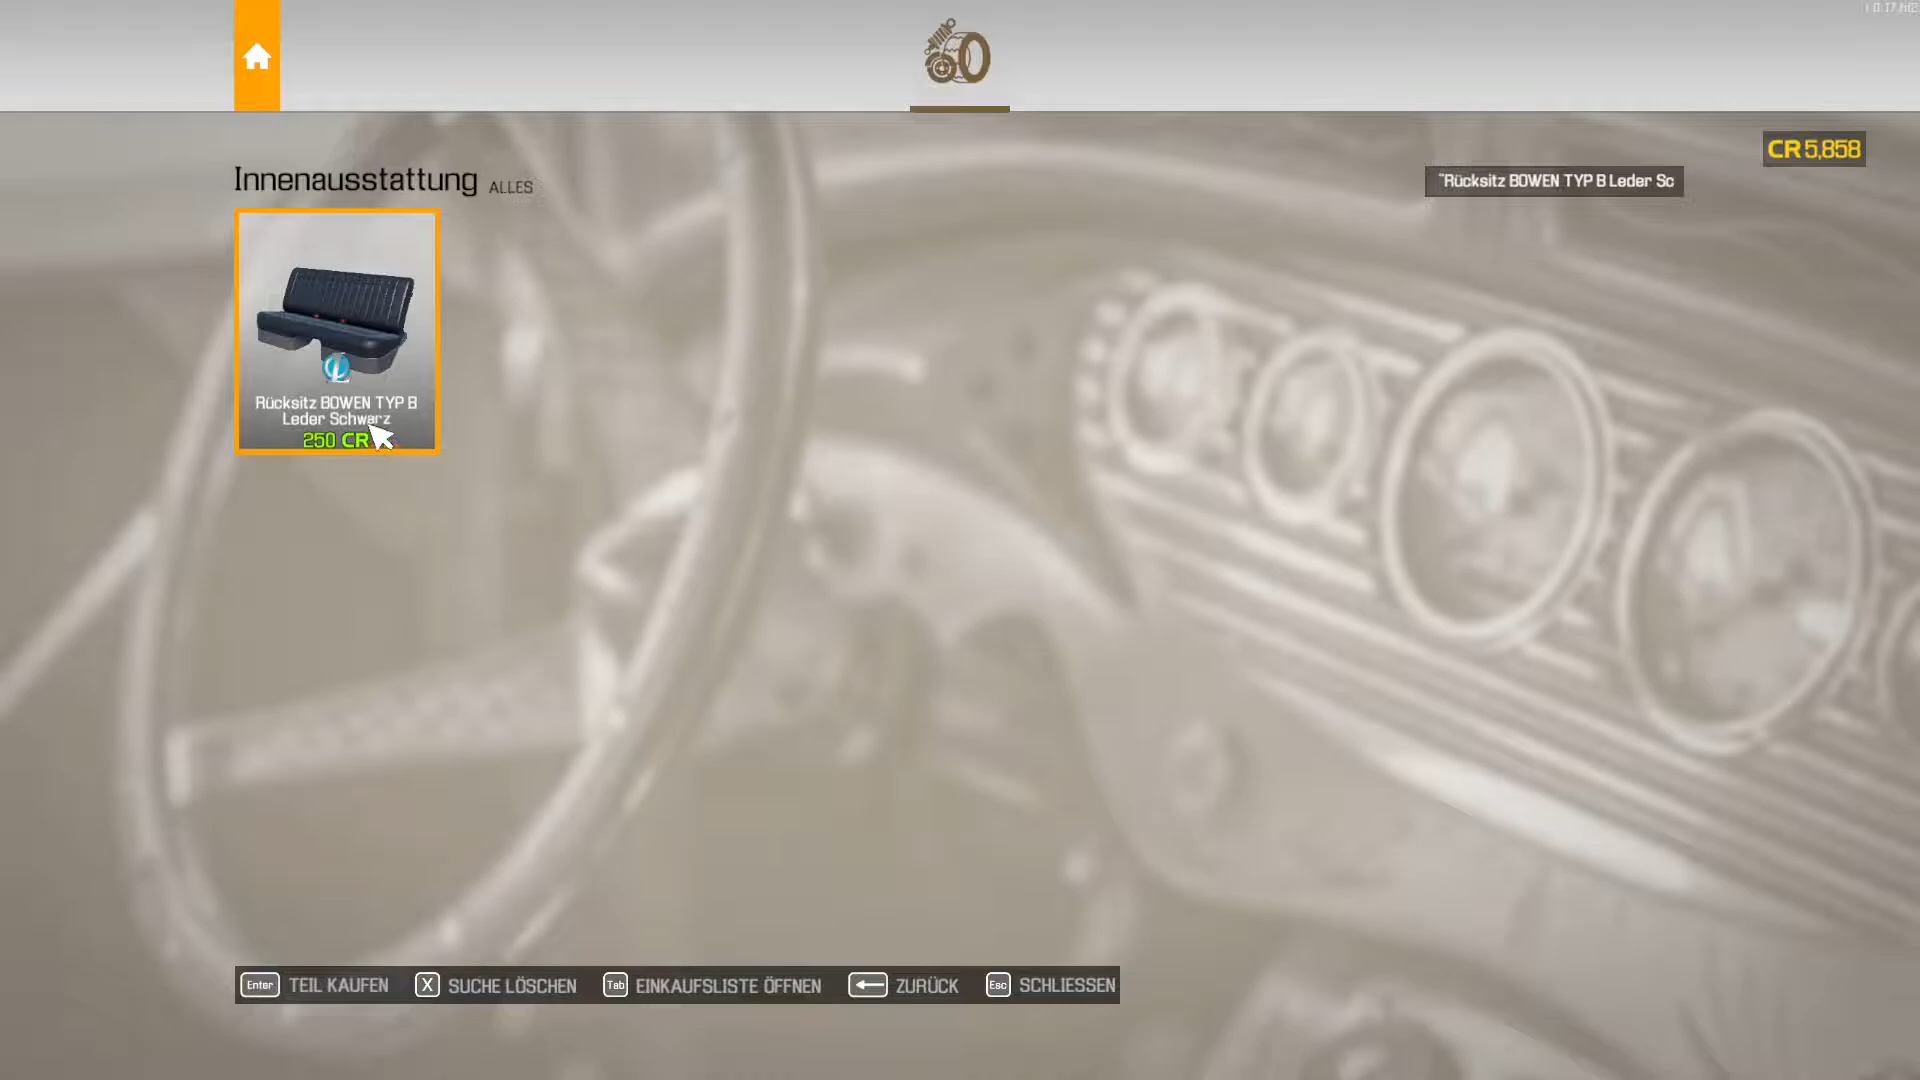 CR 5,858
Innenausstattung ALLES
"Rücksitz BOWEN TYP B Leder Sc
Rücksitz BOWEN TYP B
Leder Schwarz
250 CR
Enter TEIL KAUFEN X SUCHE LÖSCHEN Tab EINKAUFSLISTE ÖFFNEN ZURÜCK Esc SCHLIESSEN